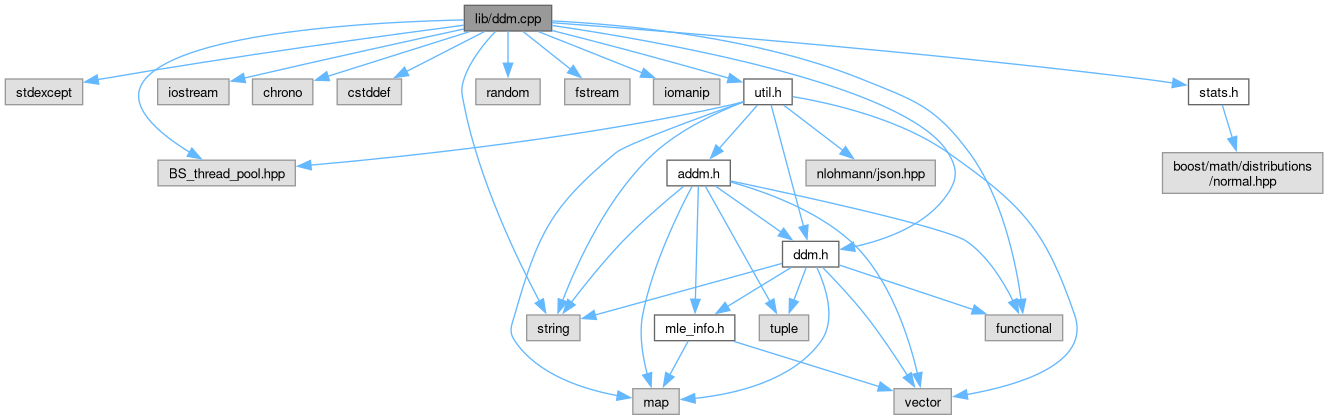 lib/ddm.cpp
stdexcept
iostream
chrono
cstddef
random
fstream
iomanip
util.h
stats.h
BS_thread_pool.hpp
addm.h
nlohmann/json.hpp
boost/math/distributions
/normal.hpp
ddm.h
string
mle_info.h
tuple
functional
map
vector